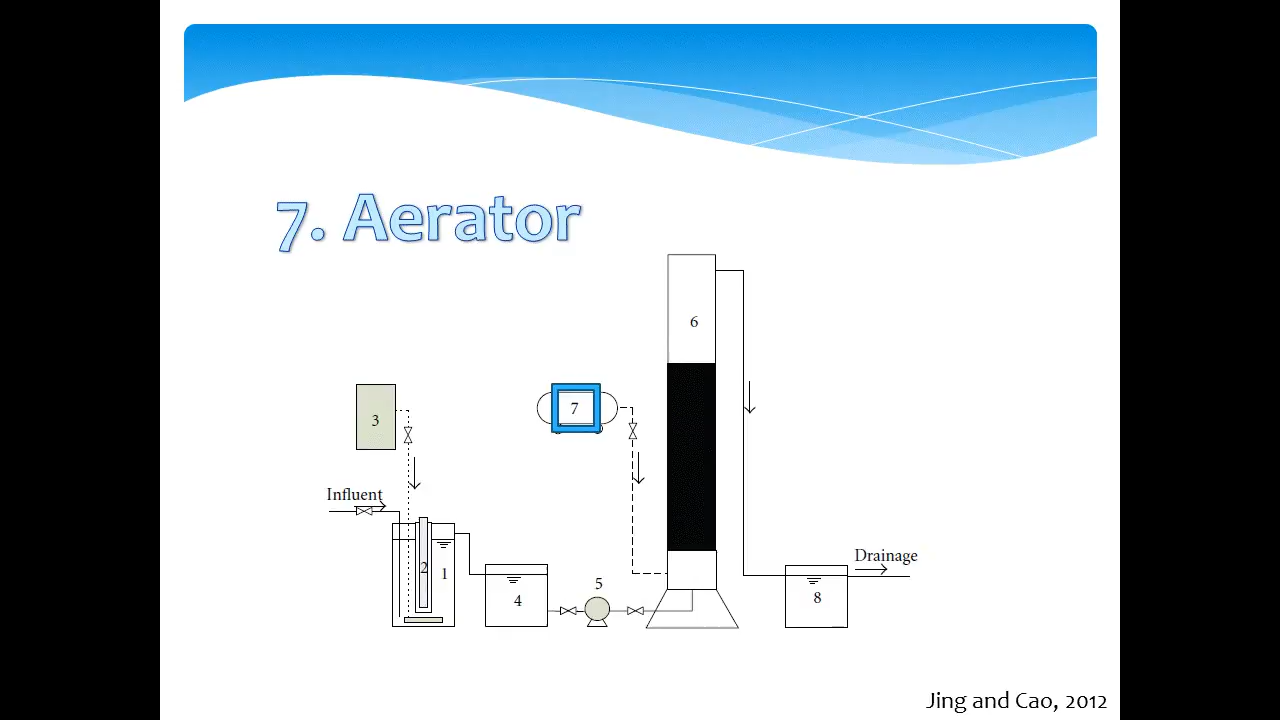 7. Aerator
6
7
3
Influent
Drainage
2
1
5
4
8
Jing and Cao, 2012